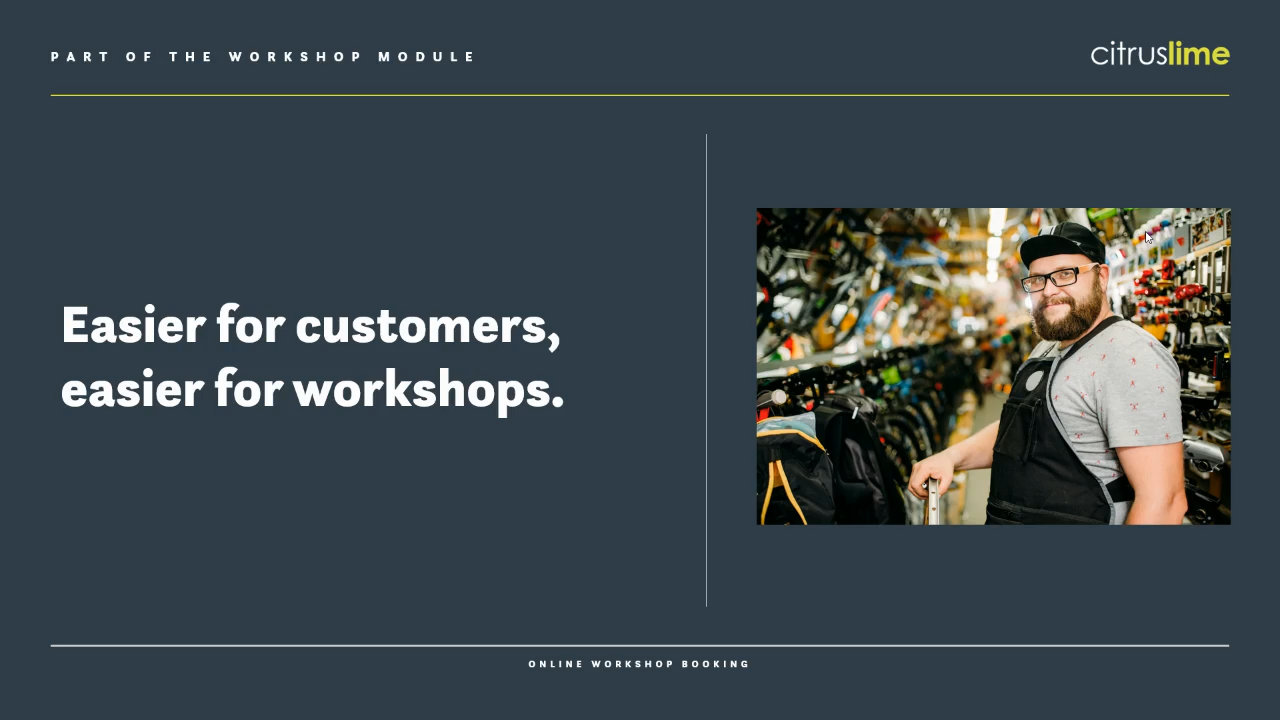 PART OF THE WORKSHOP MODULE
citruslime
Easier for customers,
easier for workshops.
ONLINE WORKSHOP BOOKING